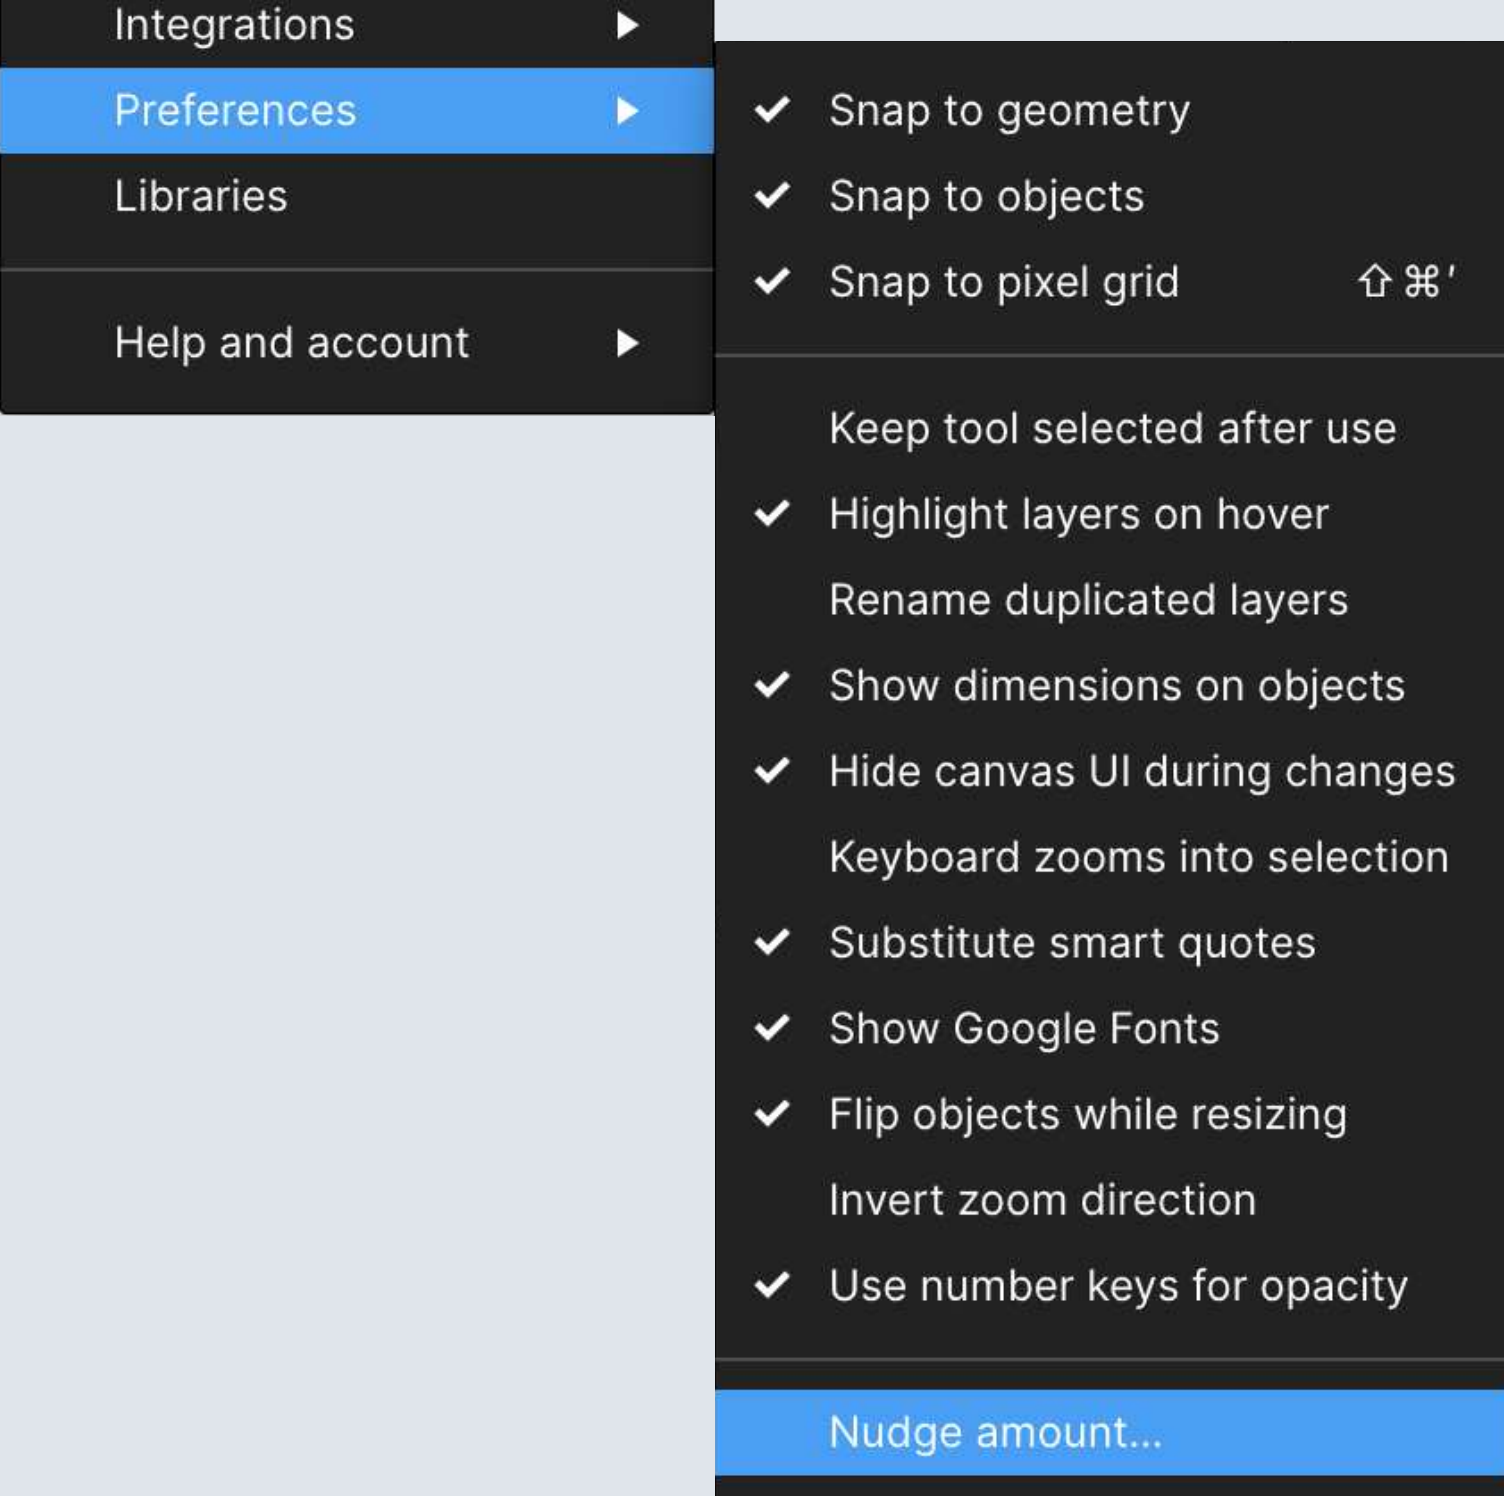 Integrations
Preferences
Libraries
Help and account
Snap to geometry
Snap to objects
Snap to pixel grid ⇧⌘'
Keep tool selected after use
Highlight layers on hover
Rename duplicated layers
Show dimensions on objects
Hide canvas UI during changes
Keyboard zooms into selection
Substitute smart quotes
Show Google Fonts
Flip objects while resizing
Invert zoom direction
Use number keys for opacity
Nudge amount...